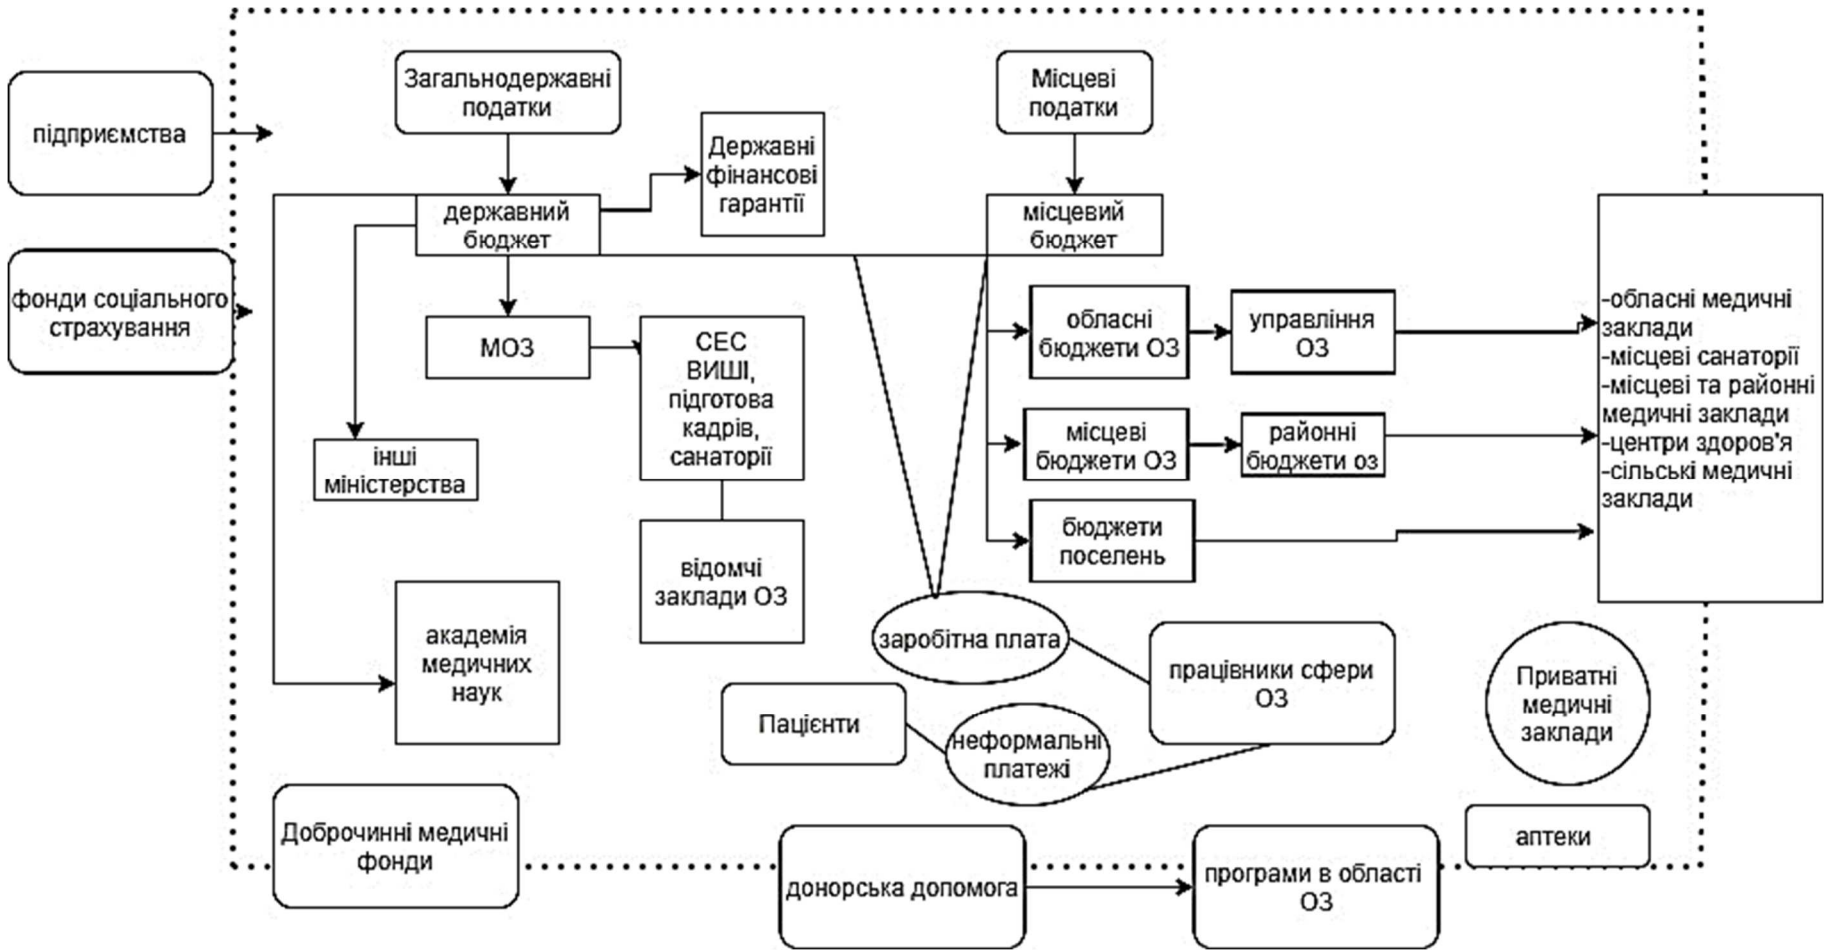 підприємства
фонди соціального
страхування
Загальнодержавні
податки
державний
бюджет
Державні
фінансові
гарантії
МОЗ
СЕС
ВИШІ,
підготова
кадрів,
санаторії
інші
міністерства
відомчі
заклади ОЗ
академія
медичних
наук
Місцеві
податки
місцевий
бюджет
обласні
бюджети ОЗ
управління
ОЗ
місцеві
бюджети ОЗ
районні
бюджети оз
бюджети
поселень
-обласні медичні
заклади
-місцеві санаторії
-місцеві та районні
медичні заклади
-центри здоров'я
-сільські медичні
заклади
заробітна плата
працівники сфери
ОЗ
Пацієнти
неформальні
платежі
Приватні
медичні
заклади
аптеки
Доброчинні медичні
фонди
донорська допомога
програми в області
ОЗ